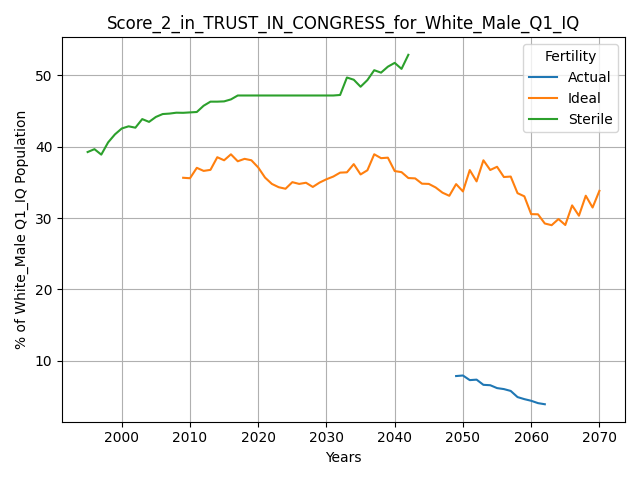 Score_2_in_TRUST_IN_CONGRESS_for_White_Male_Q1_IQ
% of White_Male Q1_IQ Population
50
40
30
20
10
Fertility
Actual
Ideal
Sterile
2000 2010 2020 2030 2040 2050 2060 2070
Years